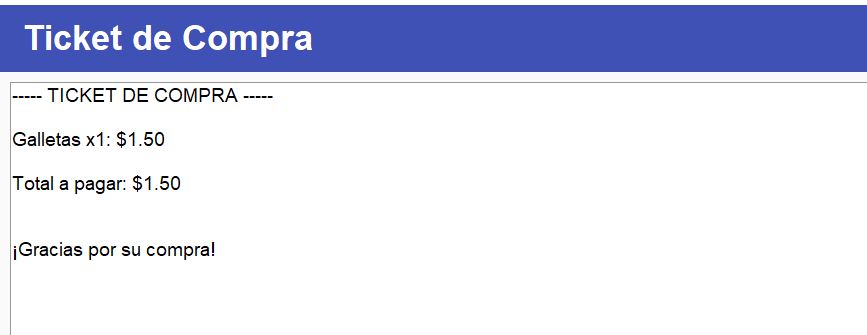 Ticket de Compra
----- TICKET DE COMPRA -----
Galletas x1: $1.50
Total a pagar: $1.50
¡Gracias por su compra!